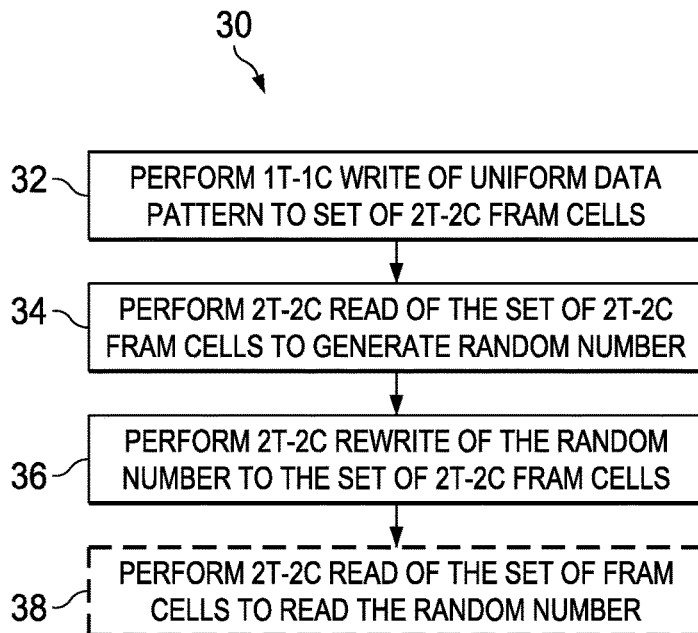 30
32
PERFORM 1T-1C WRITE OF UNIFORM DATA
PATTERN TO SET OF 2T-2C FRAM CELLS
34
PERFORM 2T-2C READ OF THE SET OF 2T-2C
FRAM CELLS TO GENERATE RANDOM NUMBER
36
PERFORM 2T-2C REWRITE OF THE RANDOM
NUMBER TO THE SET OF 2T-2C FRAM CELLS
38
PERFORM 2T-2C READ OF THE SET OF FRAM
CELLS TO READ THE RANDOM NUMBER